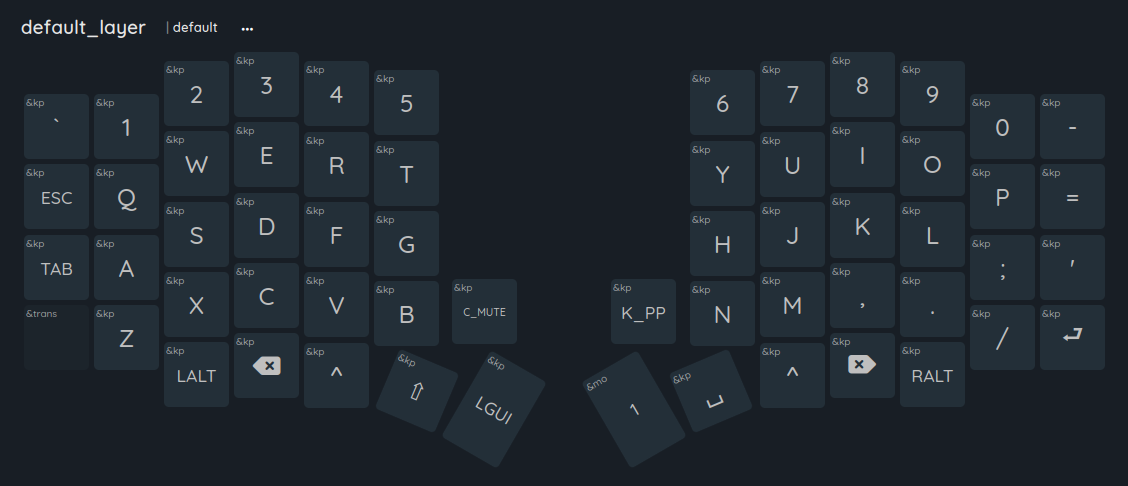 default_layer | default ...
&kp 3 &kp 8
&kp 2 &kp 4 &kp 7 &kp 9
&kp 5 &kp 6
&kp ` &kp 1 &kp 0 &kp -
&kp E &kp I
&kp W &kp R &kp U &kp O
&kp T &kp Y
&kp ESC &kp Q &kp P &kp =
&kp D &kp K
&kp S &kp F &kp J &kp L
&kp G &kp H
&kp TAB &kp A &kp ; &kp '
&kp C &kp ,
&kp X &kp V &kp M &kp .
&kp B &kp C_MUTE &kp K_PP &kp N
&trans &kp Z &kp / &kp ⏎
&kp ⌫ &kp ⌦
&kp LALT &kp ^ &kp ^ &kp RALT
&kp ⇧ &kp LGUI &mo 1 &kp ⎵